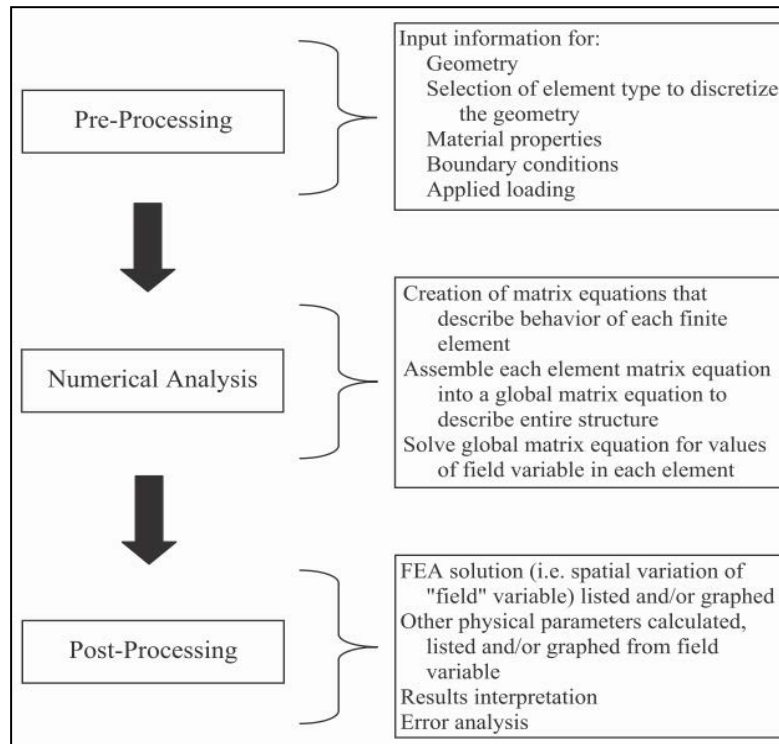 Pre-Processing
Input information for:
Geometry
Selection of element type to discretize
the geometry
Material properties
Boundary conditions
Applied loading
Numerical Analysis
Creation of matrix equations that
describe behavior of each finite
element
Assemble each element matrix equation
into a global matrix equation to
describe entire structure
Solve global matrix equation for values
of field variable in each element
Post-Processing
FEA solution (i.e. spatial variation of
"field" variable) listed and/or graphed
Other physical parameters calculated,
listed and/or graphed from field
variable
Results interpretation
Error analysis